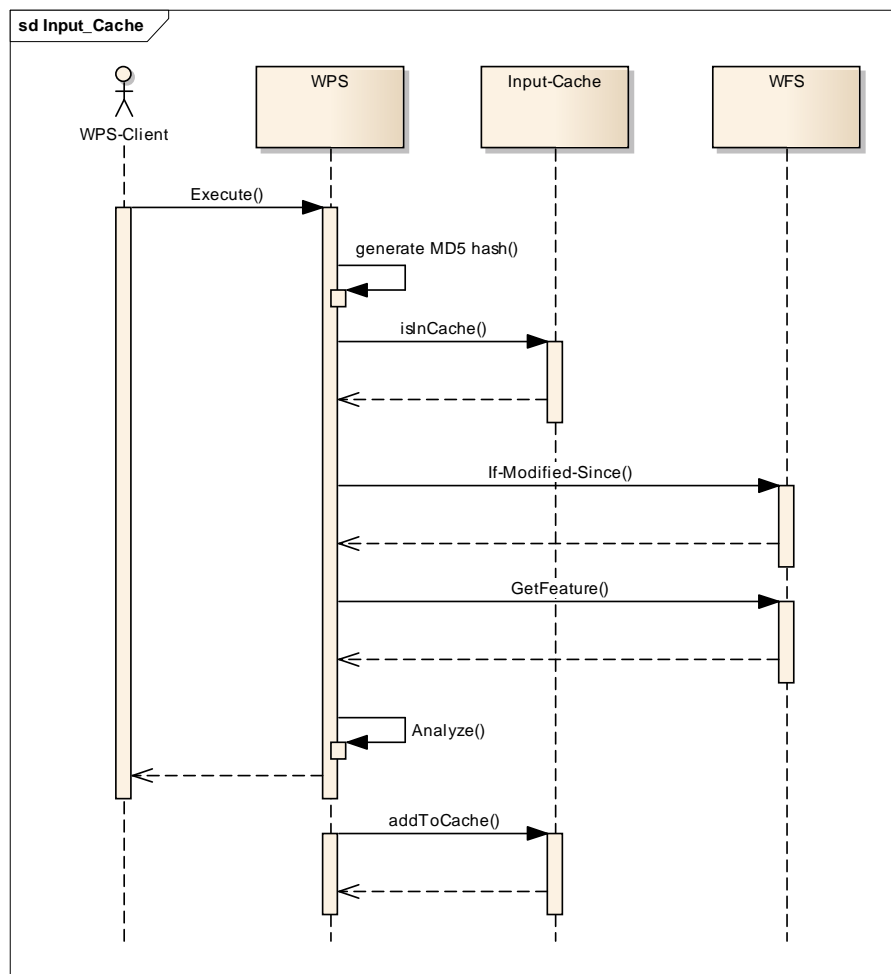 sd Input_Cache
WPS-Client
WPS
Input-Cache
WFS
Execute()
generate MD5 hash()
isInCache()
If-Modified-Since()
GetFeature()
Analyze()
addToCache()